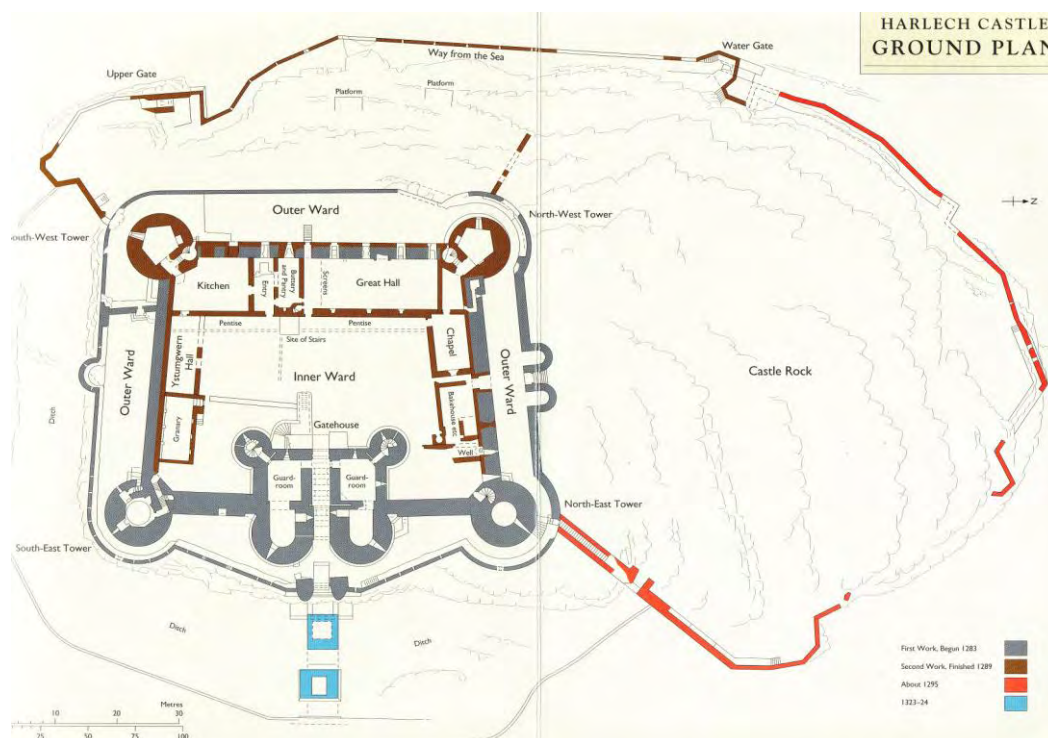 HARLECH CASTLE
GROUND PLAN
Water Gate
Way from the Sea
Upper Gate
Platform
Platform
N
Outer Ward
North-West Tower
South-West Tower
Kitchen
Entry
Buttery
and Pantry
Screens
Great Hall
Pentise
Pentise
Site of Stairs
Chapel
Ystumgwern
Hall
Outer Ward
Outer Ward
Inner Ward
Castle Rock
Ditch
Granary
Gatehouse
Bakehouse etc.
Well
Guard-
room
Guard-
room
North-East Tower
South-East Tower
Ditch
Ditch
First Work, Begun 1283
Second Work, Finished 1289
About 1295
1323-24
Metres
10 20 30
25 50 75 100